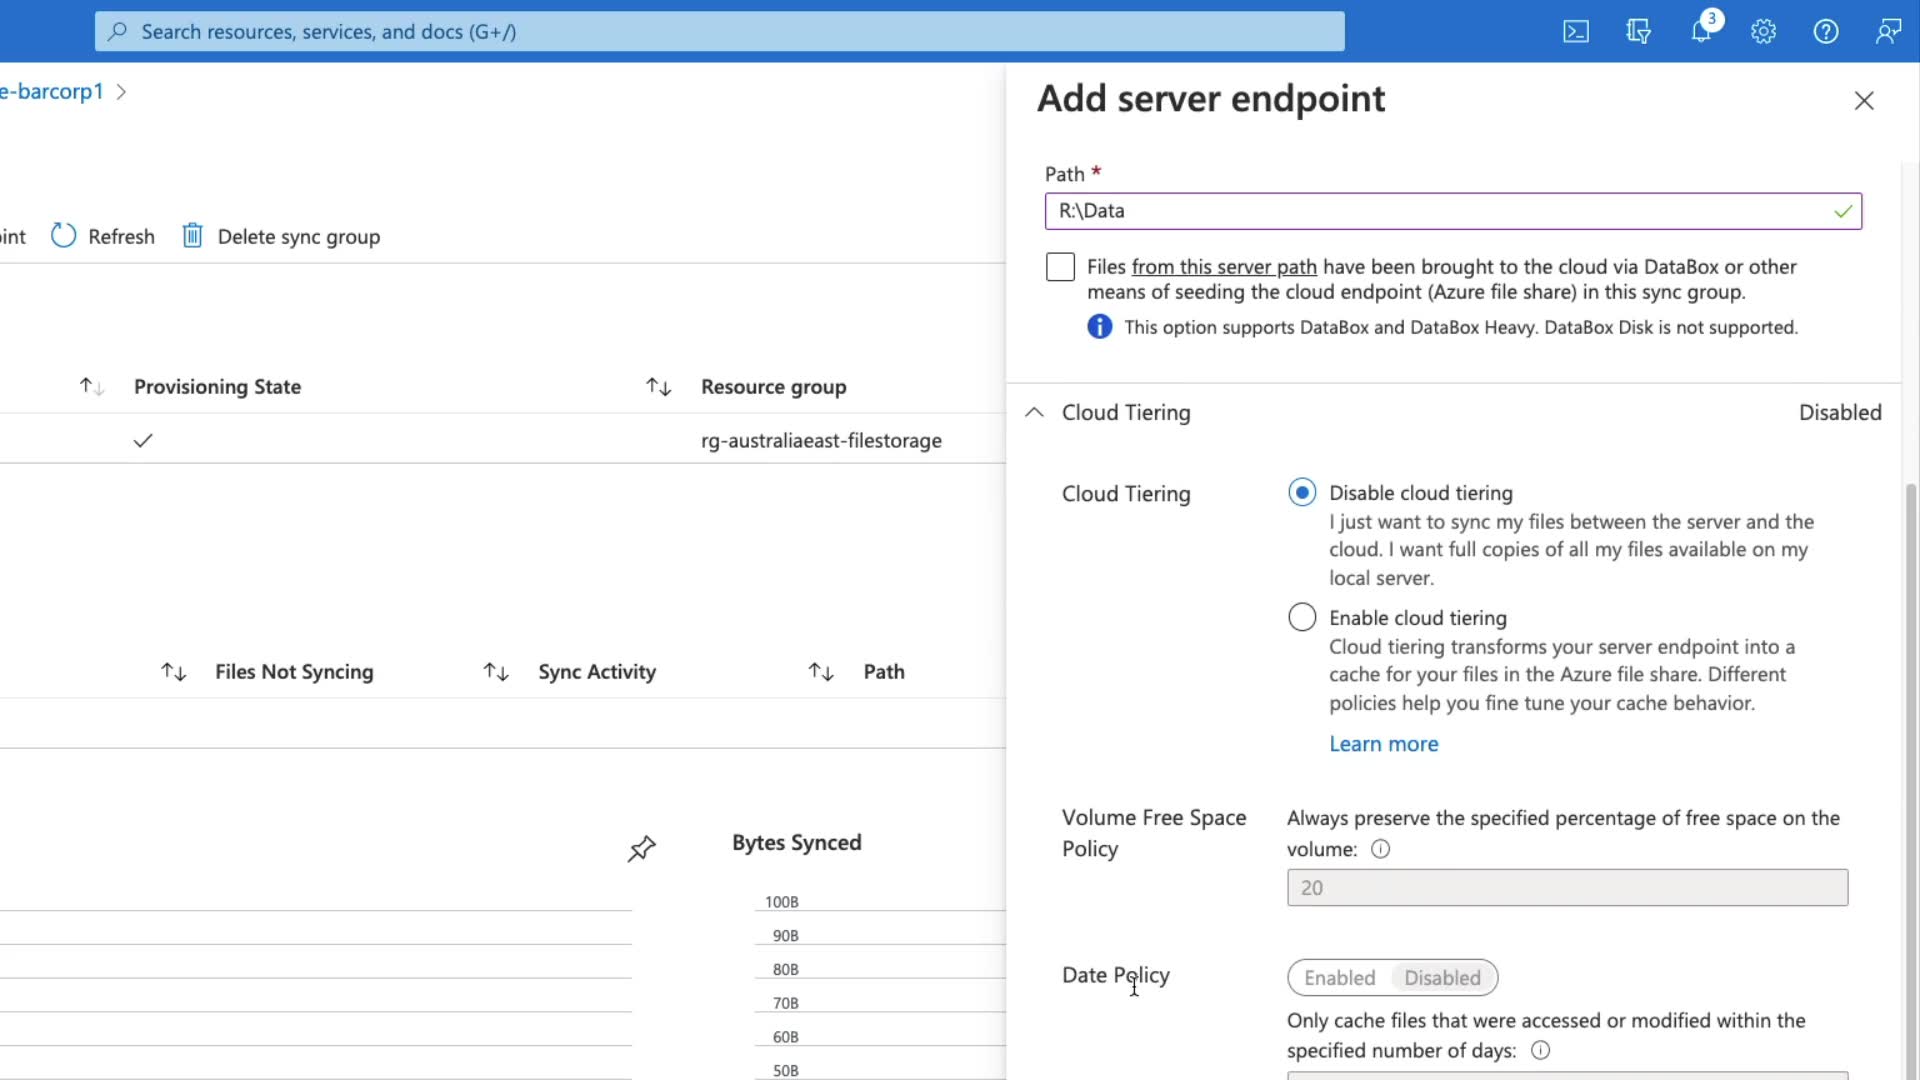 Search resources, services, and docs (G+/)
3
e-barcorp1
int
Refresh
Delete sync group
Provisioning State
Resource group
rg-australiaeast-filestorage
Files Not Syncing
Sync Activity
Path
Bytes Synced
100B
90B
80B
70B
60B
50B
Add server endpoint
Path *
R:\Data
Files from this server path have been brought to the cloud via DataBox or other
means of seeding the cloud endpoint (Azure file share) in this sync group.
This option supports DataBox and DataBox Heavy. DataBox Disk is not supported.
Cloud Tiering
Disabled
Cloud Tiering
Disable cloud tiering
I just want to sync my files between the server and the
cloud. I want full copies of all my files available on my
local server.
Enable cloud tiering
Cloud tiering transforms your server endpoint into a
cache for your files in the Azure file share. Different
policies help you fine tune your cache behavior.
Learn more
Volume Free Space
Policy
Always preserve the specified percentage of free space on the
volume:
20
Date Policy
Enabled
Disabled
Only cache files that were accessed or modified within the
specified number of days: